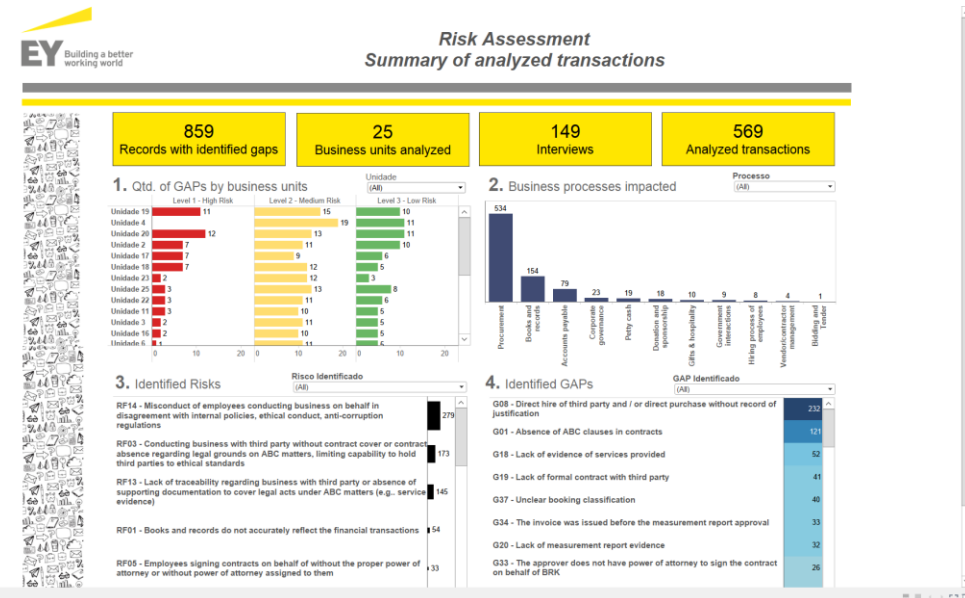 EY Building a better
working world
Risk Assessment
Summary of analyzed transactions
859
Records with identified gaps
25
Business units analyzed
149
Interviews
569
Analyzed transactions
1. Qtd. of GAPs by business units
Unidade
(All)
Level 1 - High Risk Level 2 - Medium Risk Level 3 - Low Risk
Unidade 19 11 15 10
Unidade 4 19 11
Unidade 20 12 13 11
Unidade 2 7 11 10
Unidade 17 7 9 6
Unidade 18 7 12 5
Unidade 23 2 12 3
Unidade 25 3 13 8
Unidade 22 3 11 6
Unidade 11 3 10 5
Unidade 3 2 11 5
Unidade 16 2 10 5
Unidade 6 1 11 5
0 10 20 0 10 20 0 10 20
2. Business processes impacted
Processo
(All)
534
154
79
23
19
18
10
9
8
4
1
Procurement
Books and
records
Accounts payable
Corporate
governance
Petty cash
Donation and
sponsorship
Gifts & hospitality
Government
interactions
Hiring process of
employees
Vendor/contractor
management
Bidding and
Tender
3. Identified Risks
Risco Identificado
(All)
RF14 - Misconduct of employees conducting business on behalf in
disagreement with internal policies, ethical conduct, anti-corruption
regulations
279
RF03 - Conducting business with third party without contract cover or contract
absence regarding legal grounds on ABC matters, limiting capability to hold
third parties to ethical standards
173
RF13 - Lack of traceability regarding business with third party or absence of
supporting documentation to cover legal acts under ABC matters (e.g.. service
evidence)
145
RF01 - Books and records do not accurately reflect the financial transactions 54
RF05 - Employees signing contracts on behalf of without the proper power of
attorney or without power of attorney assigned to them
33
4. Identified GAPs
GAP Identificado
(All)
G08 - Direct hire of third party and / or direct purchase without record of
justification
232
G01 - Absence of ABC clauses in contracts 121
G18 - Lack of evidence of services provided 52
G19 - Lack of formal contract with third party 41
G37 - Unclear booking classification 40
G34 - The invoice was issued before the measurement report approval 33
G20 - Lack of measurement report evidence 32
G33 - The approver does not have power of attorney to sign the contract
on behalf of BRK
26